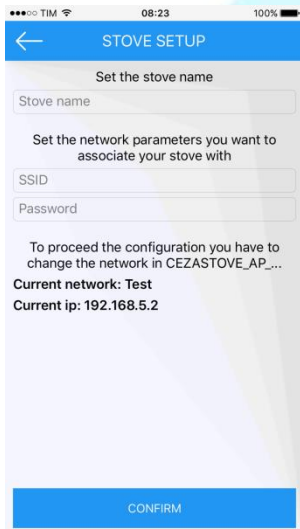 TIM 08:23 100%
STOVE SETUP
Set the stove name
Stove name
Set the network parameters you want to
associate your stove with
SSID
Password
To proceed the configuration you have to
change the network in CEZASTOVE_AP_...
Current network: Test
Current ip: 192.168.5.2
CONFIRM